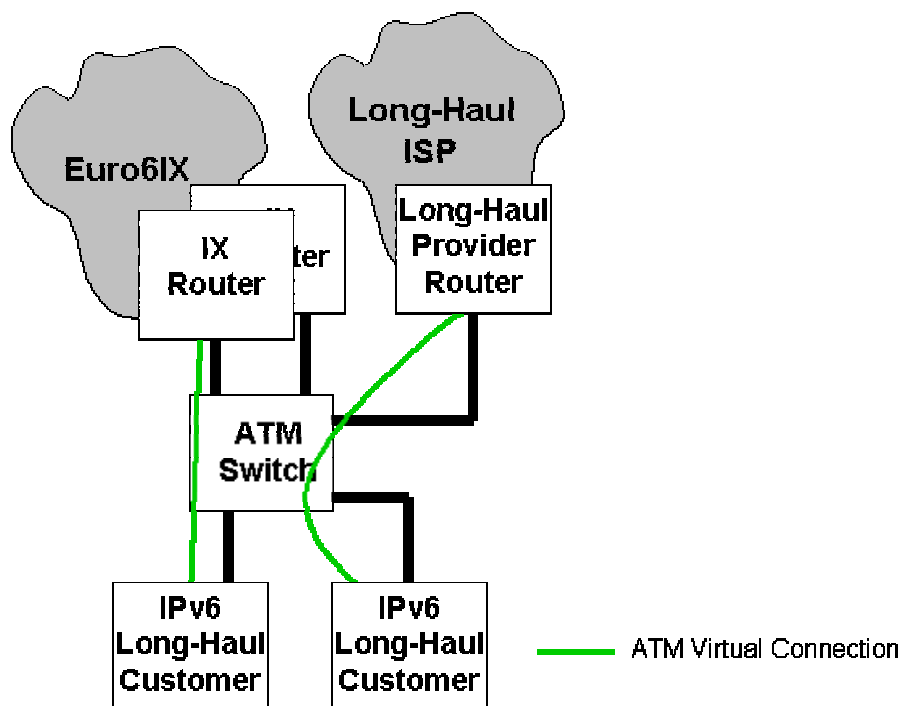 Euro6IX
Long-Haul
ISP
IX
Router
Long-Haul
Provider
Router
ATM
Switch
IPv6
Long-Haul
Customer
IPv6
Long-Haul
Customer
ATM Virtual Connection